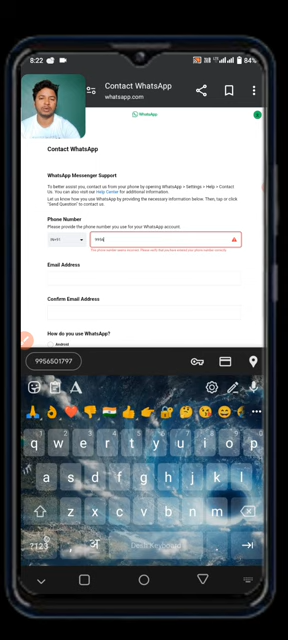 8:22
84%
Contact WhatsApp
whatsapp.com
WhatsApp
Contact WhatsApp
WhatsApp Messenger Support
To better assist you, contact us from your phone by opening WhatsApp > Settings > Help > Contact
Us. You can also visit our Help Center for additional information.
Let us know how you use WhatsApp by providing the necessary information below. Then, tap or click
"Send Question" to contact us.
Phone Number
Please provide the phone number you use for your WhatsApp account.
Email Address
Confirm Email Address
How do you use WhatsApp?
Android
9956501797
q w e r t y u i o p
a s d f g h j k l
z x c v b n m
?123 , अ Desh Keyboard .